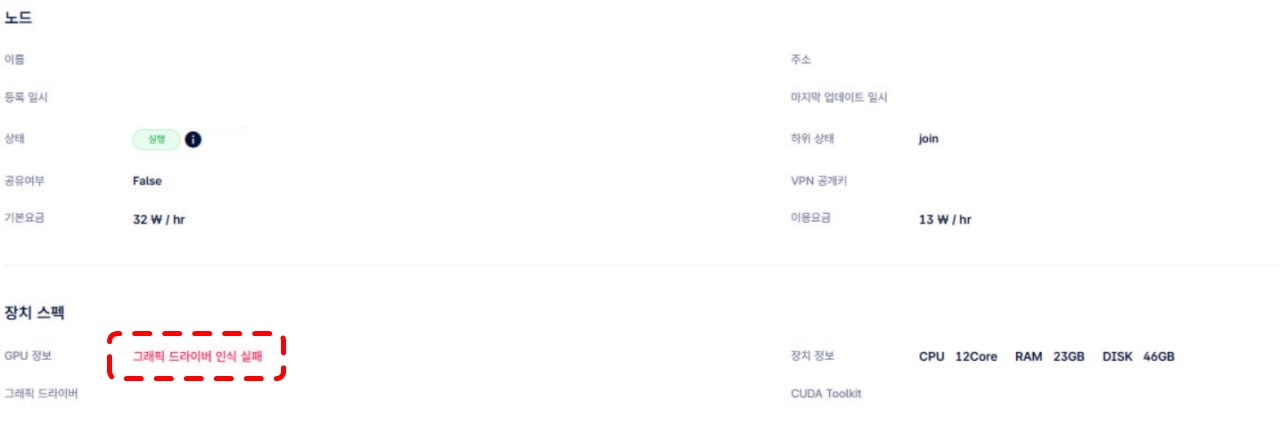 노드
이름 주소
등록 일시 마지막 업데이트 일시
상태 실행 i 하위 상태 join
공유여부 False VPN 공개키
기본요금 32 ₩ / hr 이용요금 13 ₩ / hr
장치 스펙
GPU 정보 그래픽 드라이버 인식 실패 장치 정보 CPU 12Core RAM 23GB DISK 46GB
그래픽 드라이버 CUDA Toolkit